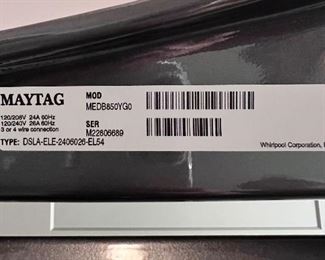 MAYTAG
MOD
MEDB850YG0
120/208V 24A 60Hz
120/240V 26A 60Hz
3 or 4 wire connection
SER
M22806689
TYPE: DSLA-ELE-2406026-EL54
Whirlpool Corporation,